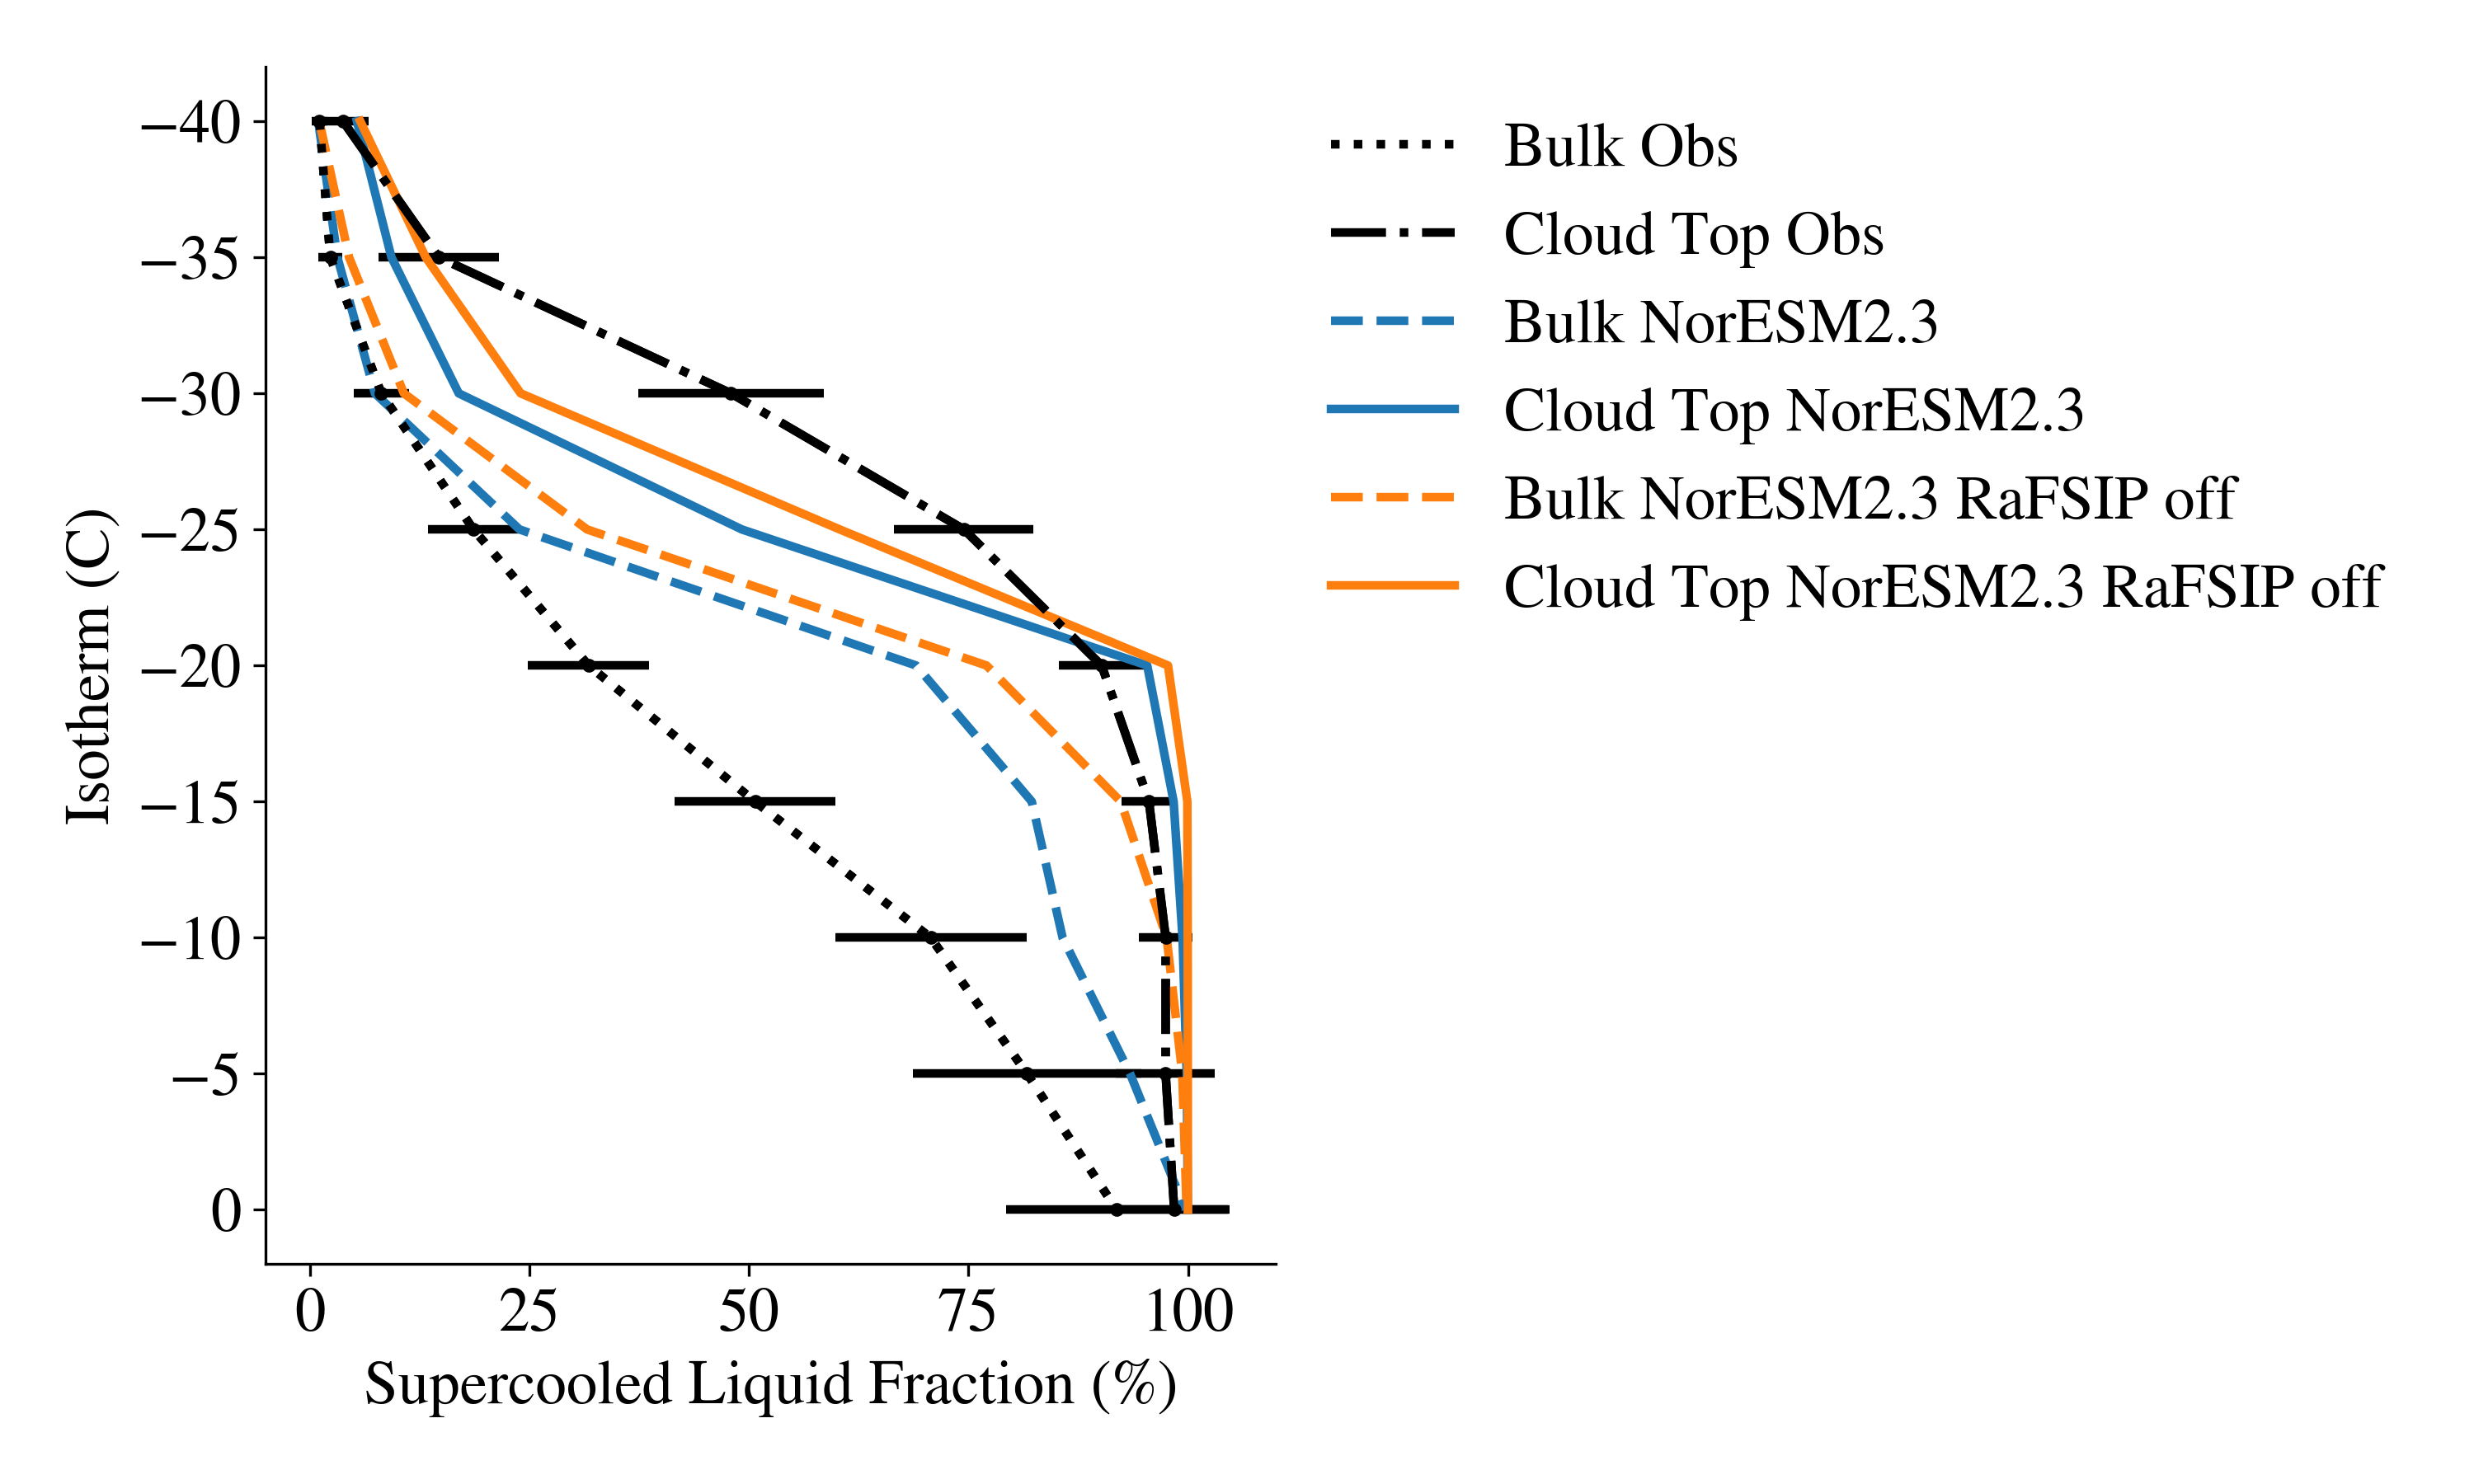 −40
−35
−30
−25
−20
−15
−10
−5
0
Isotherm (C)
0 25 50 75 100
Supercooled Liquid Fraction (%)
Bulk Obs
Cloud Top Obs
Bulk NorESM2.3
Cloud Top NorESM2.3
Bulk NorESM2.3 RaFSIP off
Cloud Top NorESM2.3 RaFSIP off